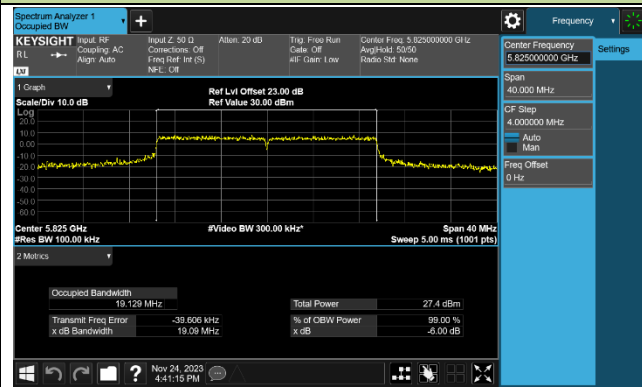 Spectrum Analyzer 1
Occupied BW
+
Frequency
KEYSIGHT
RL
LXI
Input: RF
Coupling: AC
Align: Auto
Input Z: 50 Ω
Corrections: Off
Freq Ref: Int (S)
NFE: Off
Atten: 20 dB
Trig: Free Run
Gate: Off
#IF Gain: Low
Center Freq: 5.825000000 GHz
Avg|Hold: 50/50
Radio Std: None
1 Graph
Scale/Div 10.0 dB
Ref Lvl Offset 23.00 dB
Ref Value 30.00 dBm
Log
20.0
10.0
0.00
-10.0
-20.0
-30.0
-40.0
-50.0
-60.0
Center 5.825 GHz
#Res BW 100.00 kHz
#Video BW 300.00 kHz*
Span 40 MHz
Sweep 5.00 ms (1001 pts)
2 Metrics
Occupied Bandwidth
19.129 MHz
Transmit Freq Error -39.606 kHz
x dB Bandwidth 19.09 MHz
Total Power 27.4 dBm
% of OBW Power 99.00 %
x dB -6.00 dB
Center Frequency
5.825000000 GHz
Span
40.000 MHz
CF Step
4.000000 MHz
Auto
Man
Freq Offset
0 Hz
Settings
?
Nov 24, 2023
4:41:15 PM